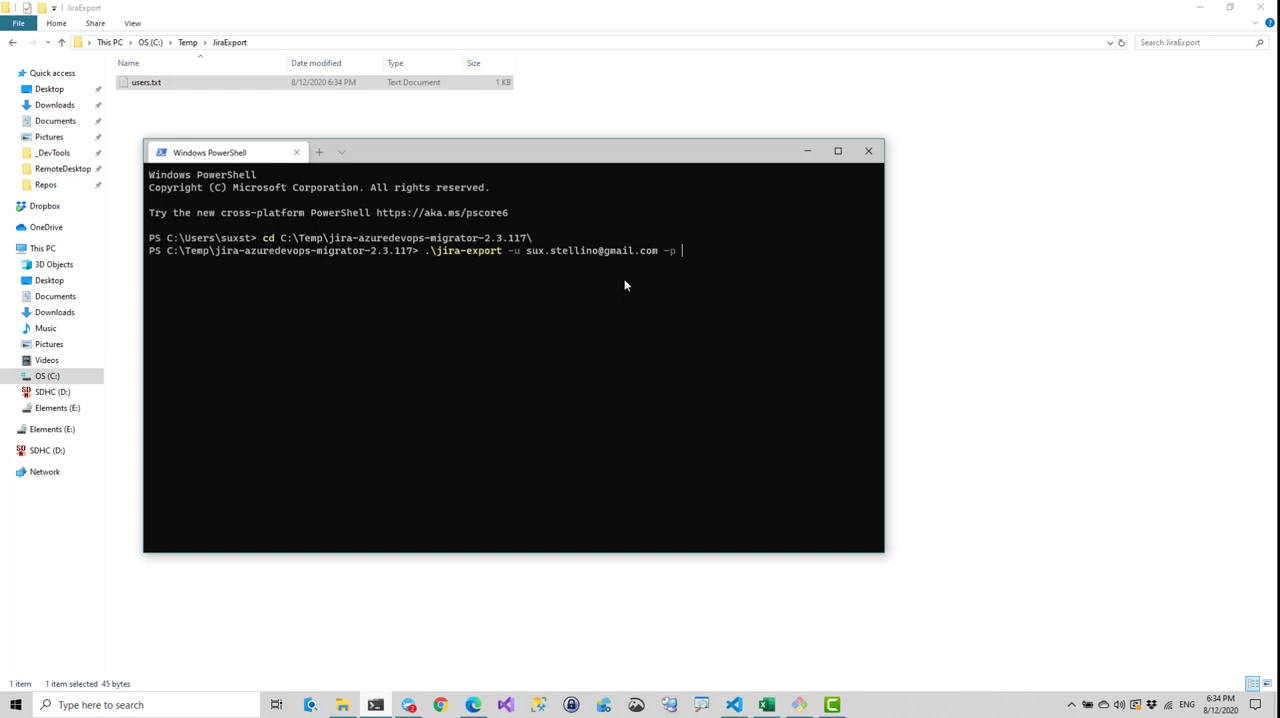 JiraExport
File Home Share View
This PC OS (C:) Temp JiraExport Search JiraExport
Name Date modified Type Size
users.txt 8/12/2020 6:34 PM Text Document 1 KB
Quick access
Desktop
Downloads
Documents
Pictures
_DevTools
RemoteDesktop
Repos
Dropbox
OneDrive
This PC
3D Objects
Desktop
Documents
Downloads
Music
Pictures
Videos
OS (C:)
SDHC (D:)
Elements (E:)
Elements (E:)
SDHC (D:)
Network
Windows PowerShell
Windows PowerShell
Copyright (C) Microsoft Corporation. All rights reserved.
Try the new cross-platform PowerShell https://aka.ms/pscore6
PS C:\Users\suxst> cd C:\Temp\jira-azuredevops-migrator-2.3.117\
PS C:\Temp\jira-azuredevops-migrator-2.3.117> .\jira-export -u sux.stellino@gmail.com -p
1 item 1 item selected 45 bytes
Type here to search
ENG
6:34 PM
8/12/2020